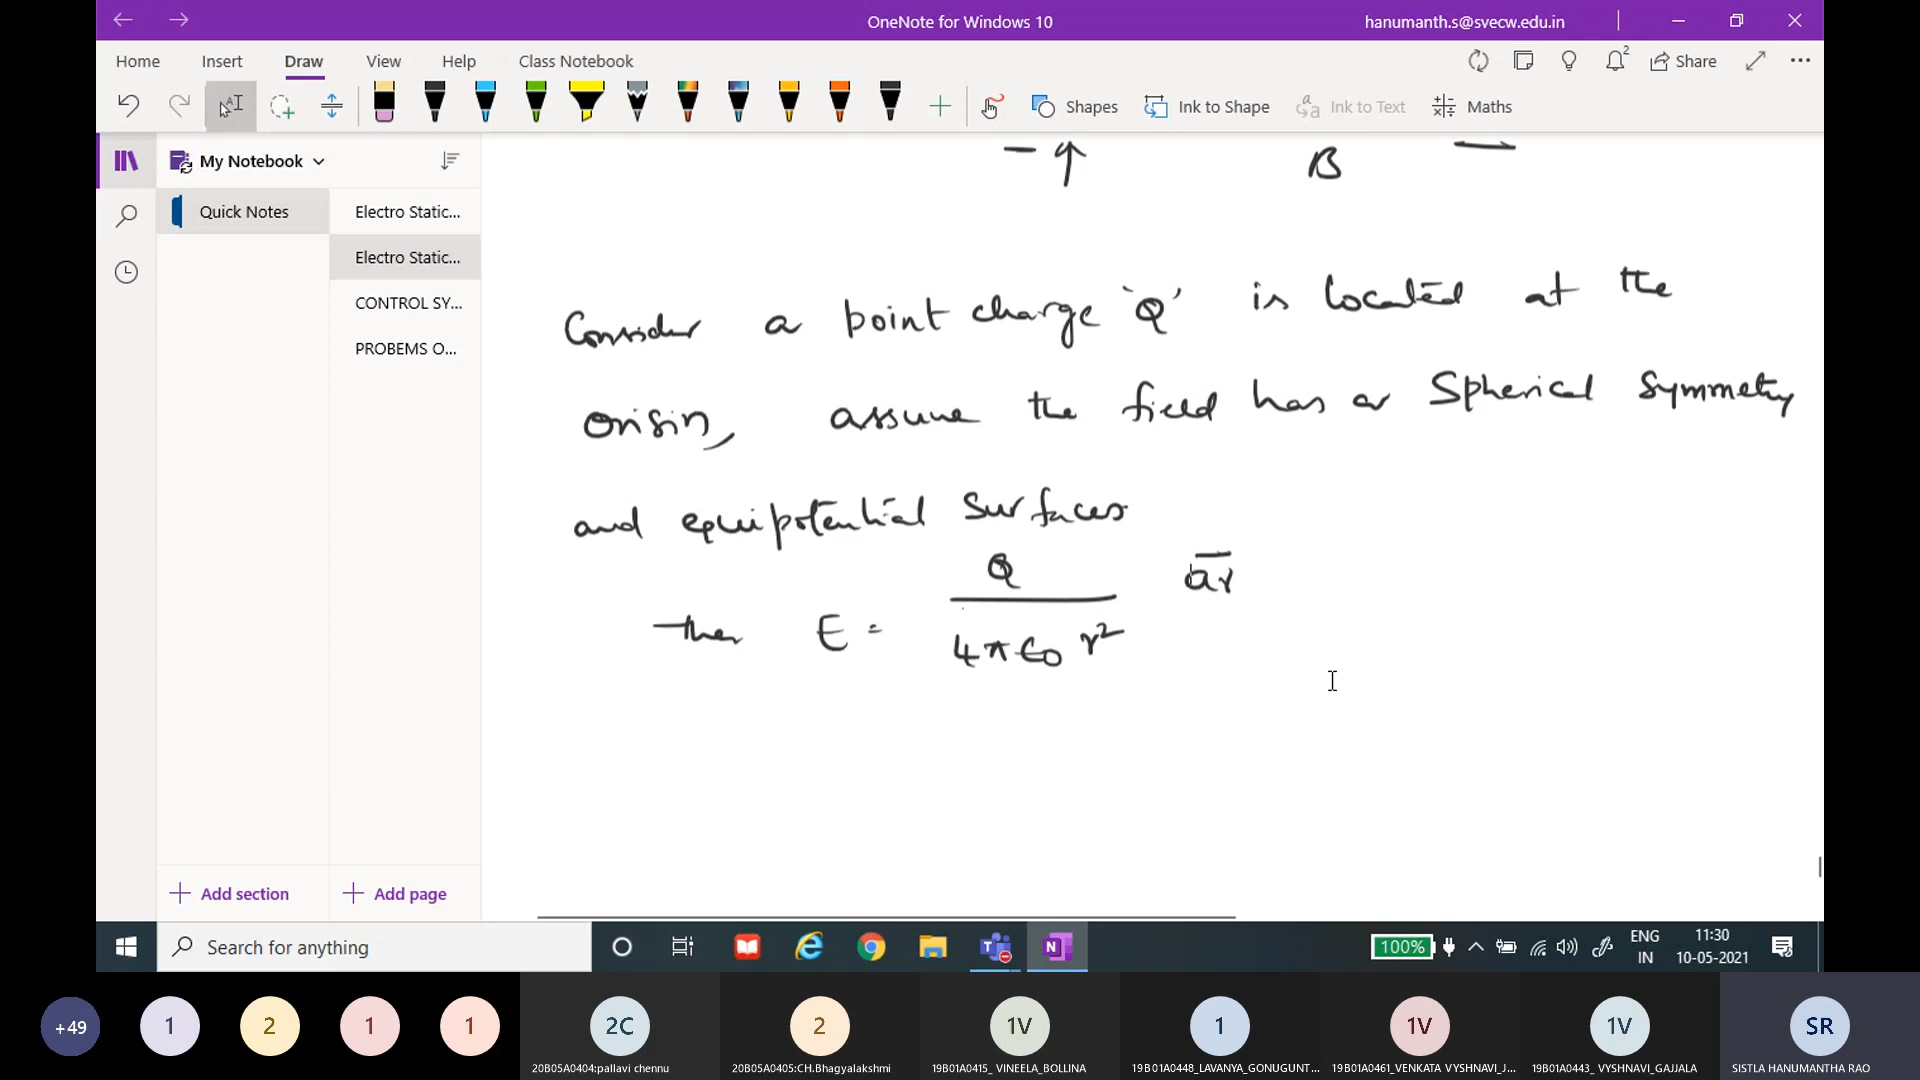 OneNote for Windows 10
hanumanth.s@svecw.edu.in
Home Insert Draw View Help Class Notebook
2 Share
Shapes Ink to Shape Ink to Text Maths
My Notebook
Quick Notes
Electro Static...
Electro Static...
CONTROL SY...
PROBEMS O...
B
Consider a point charge 'Q' is located at the
origin, assume the field has a Spherical Symmetry
and equipotential surfaces
then E = Q / 4π∈0 r² a̅r
Add section
Add page
Search for anything
100%
ENG
IN
11:30
10-05-2021
+49 1 2 1 1 2C 2 1V 1 1V 1V SR
20B05A0404:pallavi chennu
20B05A0405:CH.Bhagyalakshmi
19B01A0415_ VINEELA_BOLLINA
19B01A0448_LAVANYA_GONUGUNT...
19B01A0461_VENKATA VYSHNAVI_J...
19B01A0443_ VYSHNAVI_GAJJALA
SISTLA HANUMANTHA RAO